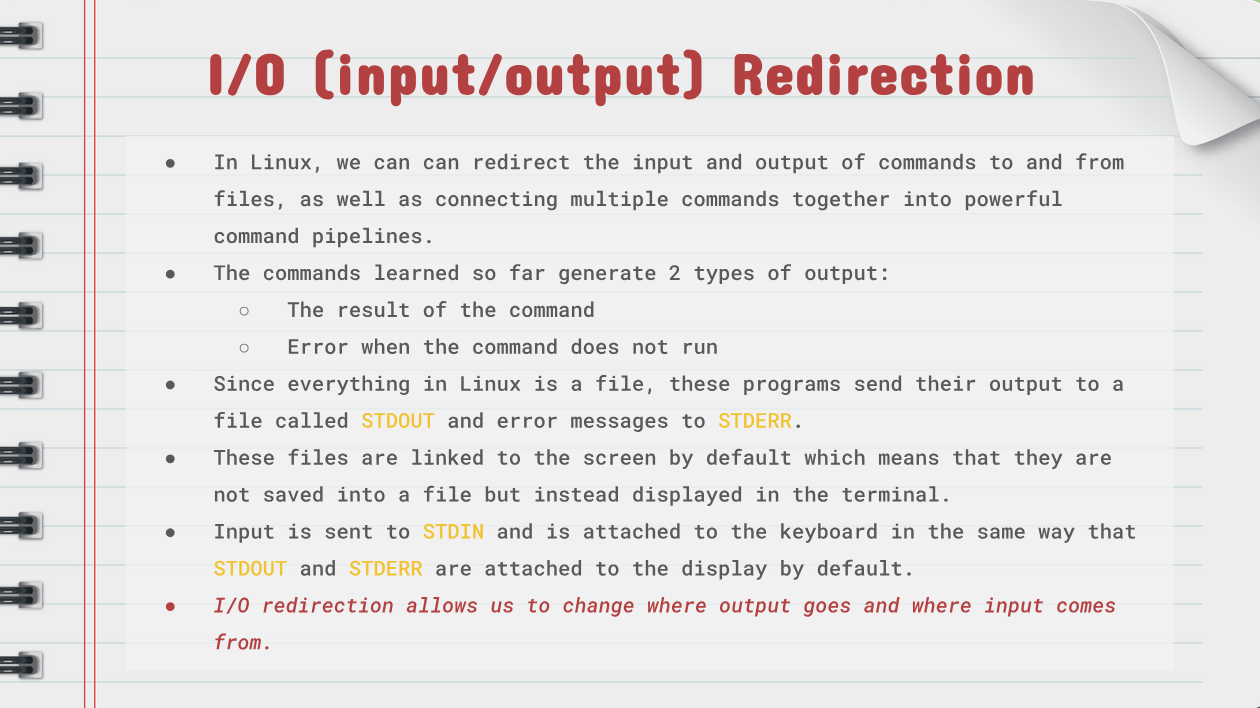 I/O (input/output) Redirection
● In Linux, we can can redirect the input and output of commands to and from
files, as well as connecting multiple commands together into powerful
command pipelines.
● The commands learned so far generate 2 types of output:
○ The result of the command
○ Error when the command does not run
● Since everything in Linux is a file, these programs send their output to a
file called STDOUT and error messages to STDERR.
● These files are linked to the screen by default which means that they are
not saved into a file but instead displayed in the terminal.
● Input is sent to STDIN and is attached to the keyboard in the same way that
STDOUT and STDERR are attached to the display by default.
● I/O redirection allows us to change where output goes and where input comes
from.